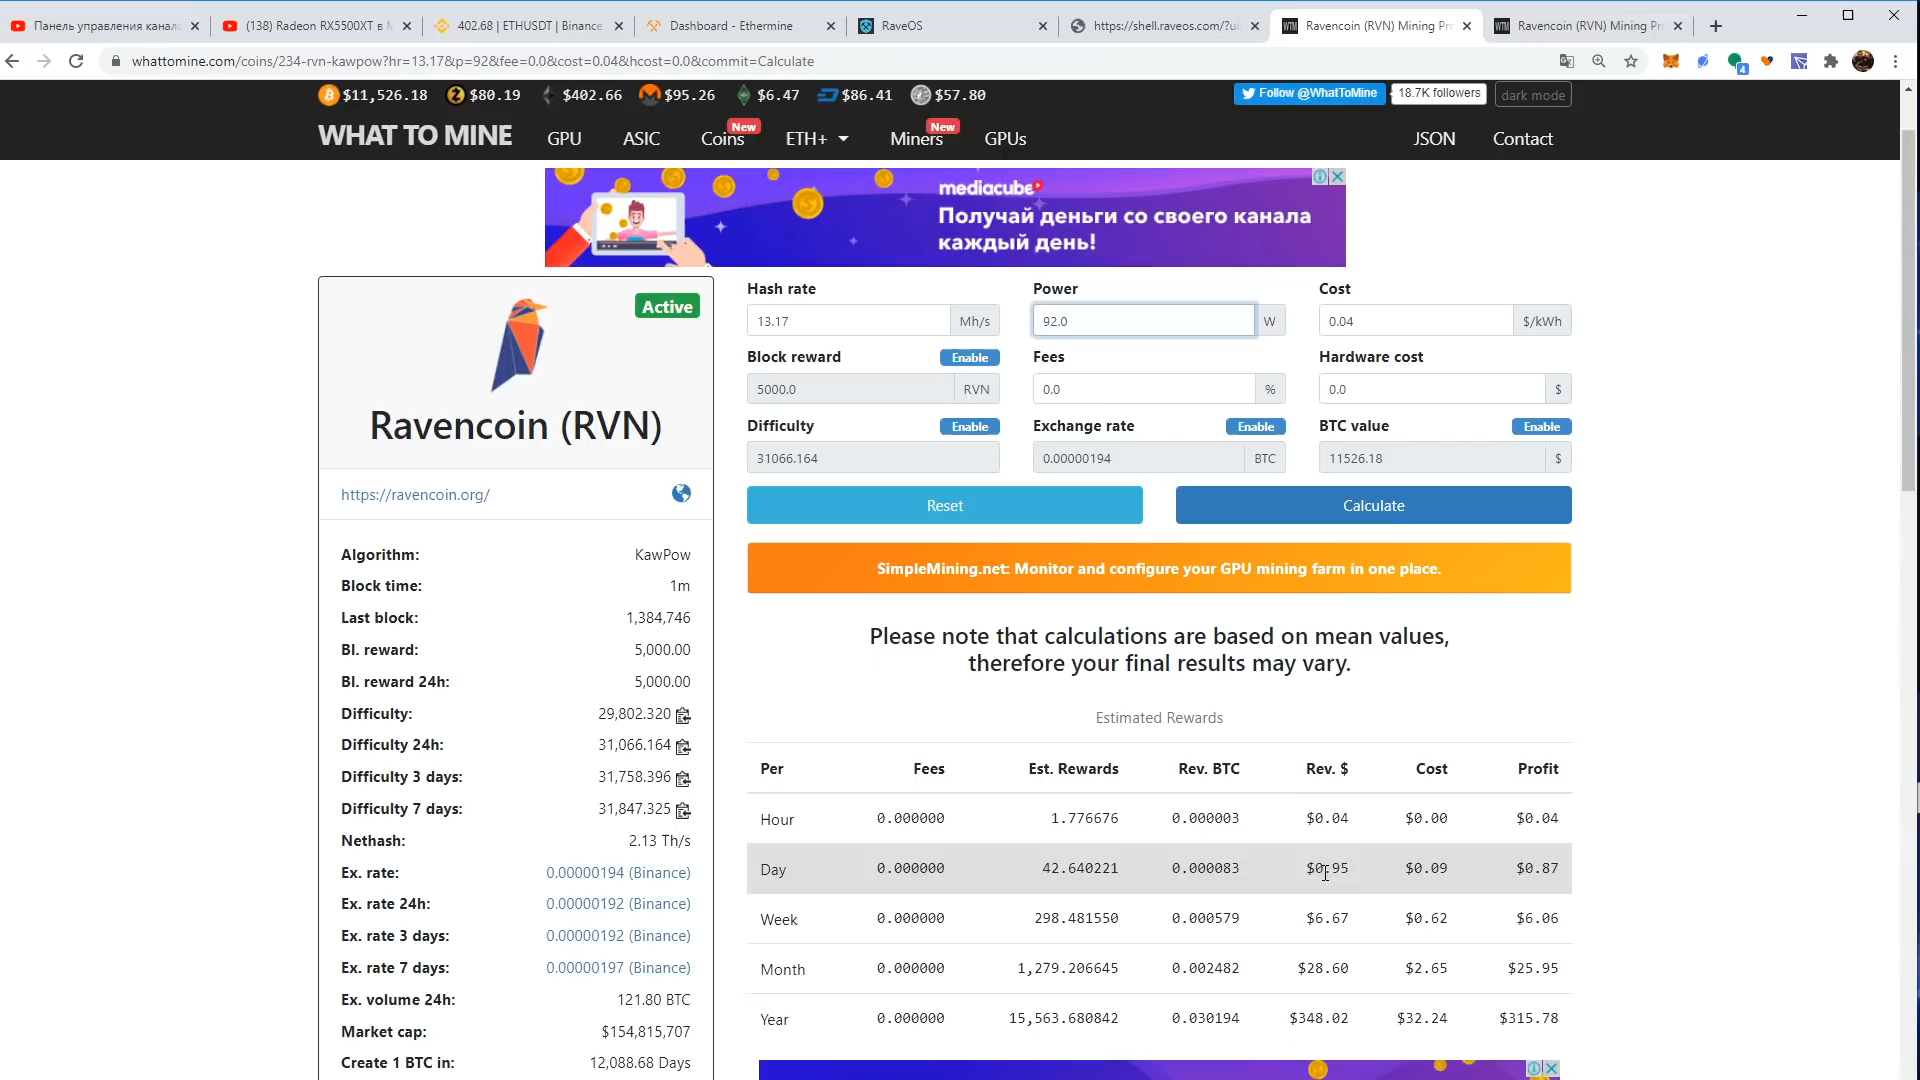 Панель управления канало
(138) Radeon RX5500XT в М
402.68 | ETHUSDT | Binance
Dashboard - Ethermine
RaveOS
https://shell.raveos.com/?ui
Ravencoin (RVN) Mining Pro
Ravencoin (RVN) Mining Pr
whattomine.com/coins/234-rvn-kawpow?hr=13.17&p=92&fee=0.0&cost=0.04&hcost=0.0&commit=Calculate
4
$11,526.18 $80.19 $402.66 $95.26 $6.47 $86.41 $57.80
Follow @WhatToMine 18.7K followers dark mode
WHAT TO MINE GPU ASIC Coins New ETH+ Miners New GPUs JSON Contact
mediacube
Получай деньги со своего канала
каждый день!
Active
Ravencoin (RVN)
https://ravencoin.org/
Algorithm: KawPow
Block time: 1m
Last block: 1,384,746
Bl. reward: 5,000.00
Bl. reward 24h: 5,000.00
Difficulty: 29,802.320
Difficulty 24h: 31,066.164
Difficulty 3 days: 31,758.396
Difficulty 7 days: 31,847.325
Nethash: 2.13 Th/s
Ex. rate: 0.00000194 (Binance)
Ex. rate 24h: 0.00000192 (Binance)
Ex. rate 3 days: 0.00000192 (Binance)
Ex. rate 7 days: 0.00000197 (Binance)
Ex. volume 24h: 121.80 BTC
Market cap: $154,815,707
Create 1 BTC in: 12,088.68 Days
Hash rate Power Cost
13.17 Mh/s 92.0 W 0.04 $/kWh
Block reward Enable Fees Hardware cost
5000.0 RVN 0.0 % 0.0 $
Difficulty Enable Exchange rate Enable BTC value Enable
31066.164 0.00000194 BTC 11526.18 $
Reset Calculate
SimpleMining.net: Monitor and configure your GPU mining farm in one place.
Please note that calculations are based on mean values,
therefore your final results may vary.
Estimated Rewards
Per Fees Est. Rewards Rev. BTC Rev. $ Cost Profit
Hour 0.000000 1.776676 0.000003 $0.04 $0.00 $0.04
Day 0.000000 42.640221 0.000083 $0.95 $0.09 $0.87
Week 0.000000 298.481550 0.000579 $6.67 $0.62 $6.06
Month 0.000000 1,279.206645 0.002482 $28.60 $2.65 $25.95
Year 0.000000 15,563.680842 0.030194 $348.02 $32.24 $315.78